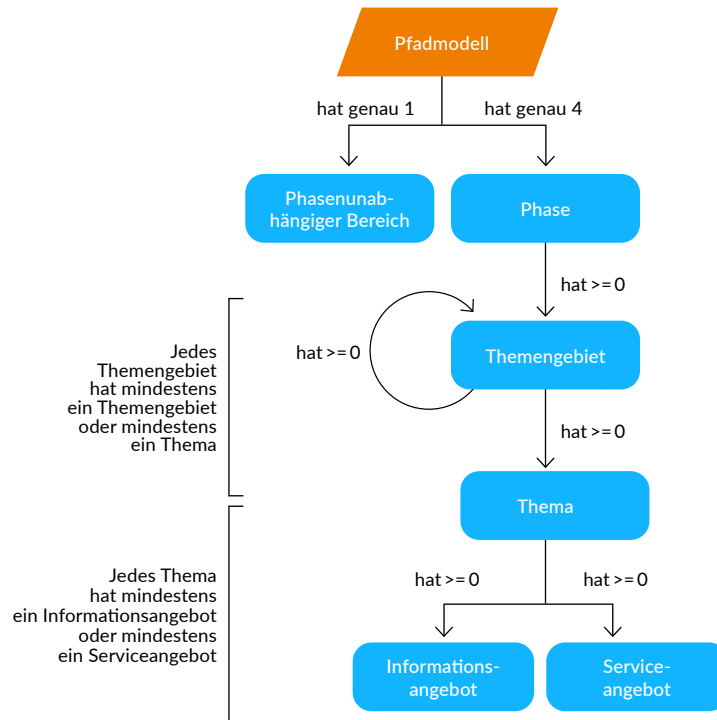 Pfadmodell
hat genau 1
hat genau 4
Phasenunab-
hängiger Bereich
Phase
hat >= 0
Jedes
Themengebiet
hat mindestens
ein Themengebiet
oder mindestens
ein Thema
hat >= 0
Themengebiet
hat >= 0
Thema
Jedes Thema
hat mindestens
ein Informationsangebot
oder mindestens
ein Serviceangebot
hat >= 0
hat >= 0
Informations-
angebot
Service-
angebot